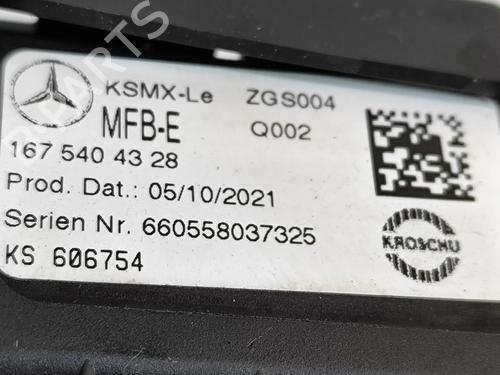 KSMX-Le ZGS004
MFB-E Q002
167 540 43 28
Prod. Dat.: 05/10/2021
Serien Nr. 660558037325
KS 606754
KROSCHU
PARTS